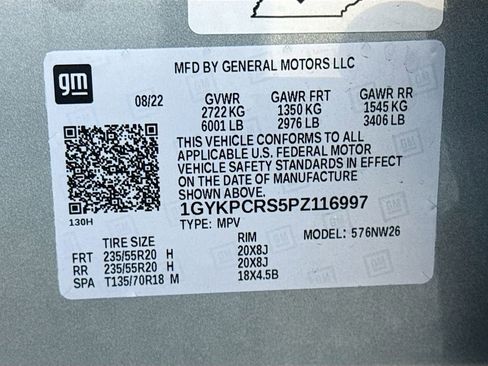 gm
MFD BY GENERAL MOTORS LLC
08/22 GVWR GAWR FRT GAWR RR
2722 KG 1350 KG 1545 KG
6001 LB 2976 LB 3406 LB
THIS VEHICLE CONFORMS TO ALL
APPLICABLE U.S. FEDERAL MOTOR
VEHICLE SAFETY STANDARDS IN EFFECT
ON THE DATE OF MANUFACTURE
SHOWN ABOVE.
1GYKPCRS5PZ116997
130H
TYPE: MPV MODEL: 576NW26
TIRE SIZE RIM
FRT 235/55R20 H 20X8J
RR 235/55R20 H 20X8J
SPA T135/70R18 M 18X4.5B